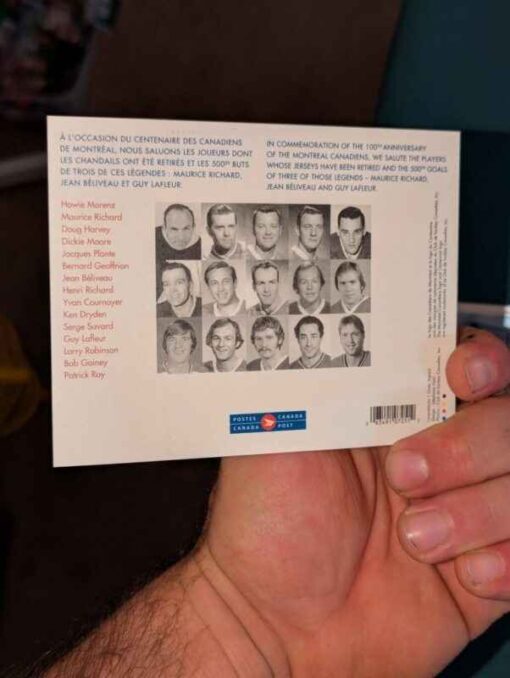 À L'OCCASION DU CENTENAIRE DES CANADIENS
DE MONTRÉAL, NOUS SALUONS LES JOUEURS DONT
LES CHANDAILS ONT ÉTÉ RETIRÉS ET LES 500ES BUTS
DE TROIS DE CES LÉGENDES : MAURICE RICHARD,
JEAN BÉLIVEAU ET GUY LAFLEUR.
IN COMMEMORATION OF THE 100TH ANNIVERSARY
OF THE MONTREAL CANADIENS, WE SALUTE THE PLAYERS
WHOSE JERSEYS HAVE BEEN RETIRED AND THE 500TH GOALS
OF THREE OF THOSE LEGENDS – MAURICE RICHARD,
JEAN BÉLIVEAU AND GUY LAFLEUR.
Howie Morenz
Maurice Richard
Doug Harvey
Dickie Moore
Jacques Plante
Bernard Geoffrion
Jean Béliveau
Henri Richard
Yvan Cournoyer
Ken Dryden
Serge Savard
Guy Lafleur
Larry Robinson
Bob Gainey
Patrick Roy
POSTES CANADA
CANADA POST